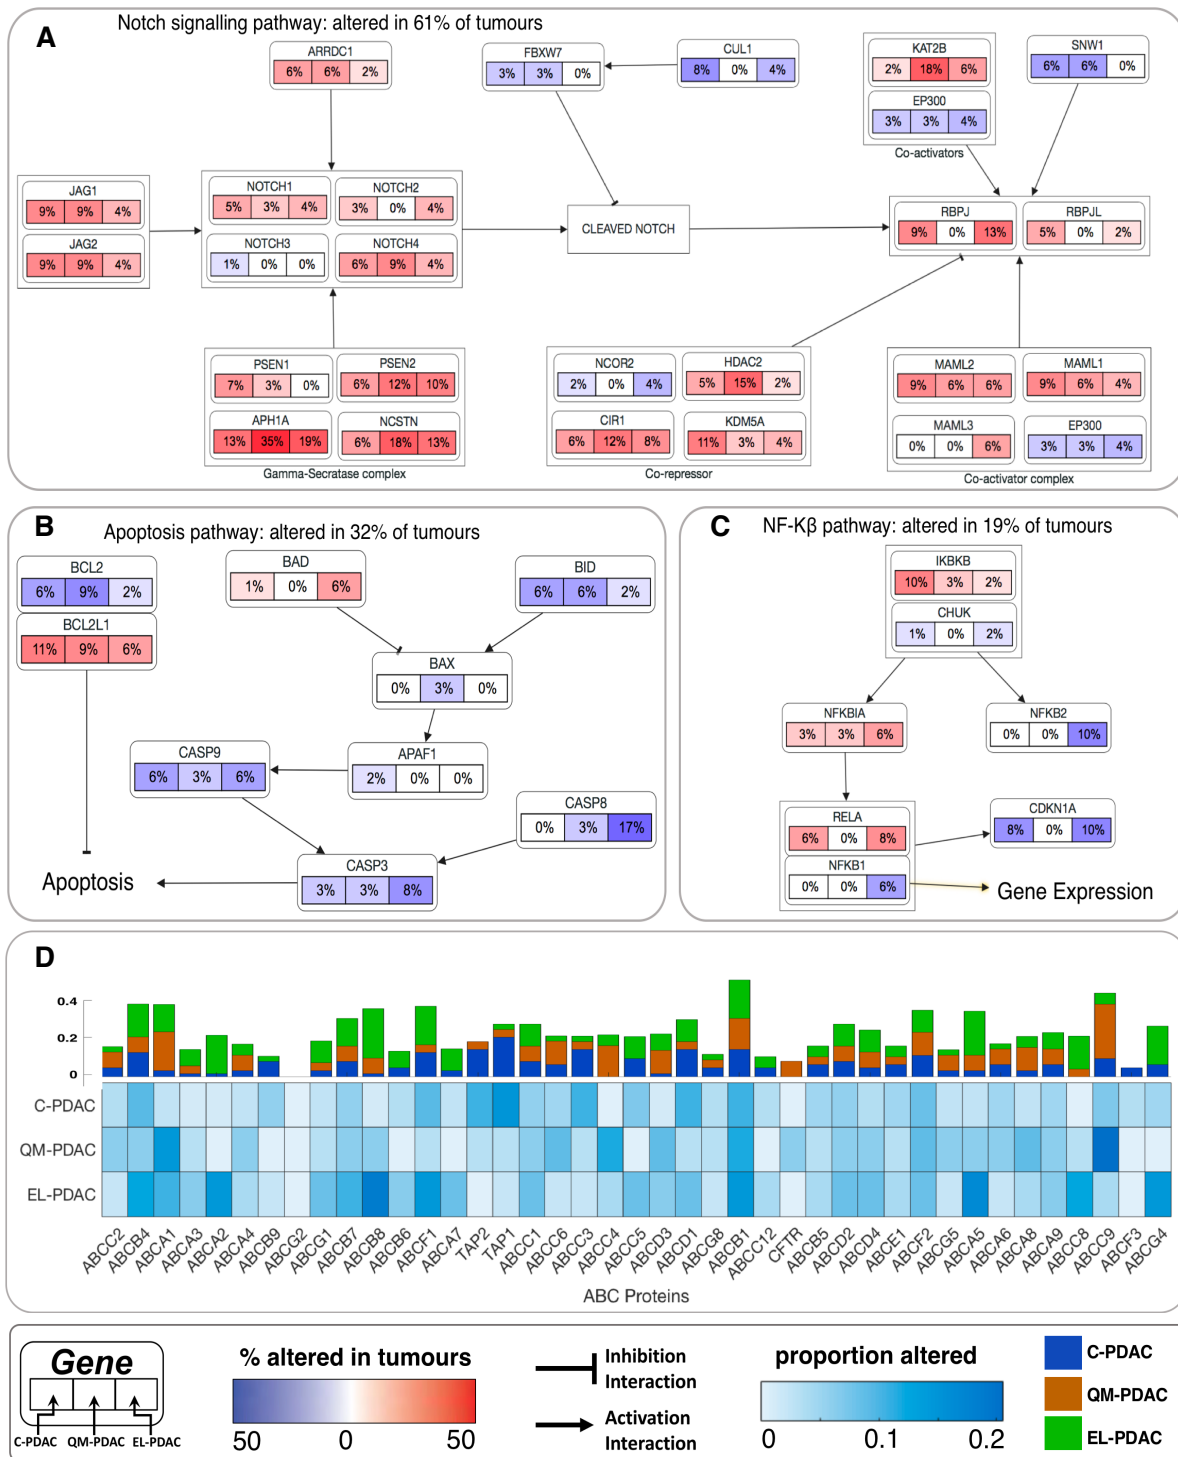 A
Notch signalling pathway: altered in 61% of tumours
ARRDC1
6% 6% 2%
FBXW7
3% 3% 0%
CUL1
8% 0% 4%
KAT2B
2% 18% 6%
EP300
3% 3% 4%
Co-activators
SNW1
6% 6% 0%
JAG1
9% 9% 4%
JAG2
9% 9% 4%
NOTCH1
5% 3% 4%
NOTCH2
3% 0% 4%
NOTCH3
1% 0% 0%
NOTCH4
6% 9% 4%
CLEAVED NOTCH
RBPJ
9% 0% 13%
RBPJL
5% 0% 2%
PSEN1
7% 3% 0%
PSEN2
6% 12% 10%
APH1A
13% 35% 19%
NCSTN
6% 18% 13%
Gamma-Secratase complex
NCOR2
2% 0% 4%
HDAC2
5% 15% 2%
CIR1
6% 12% 8%
KDM5A
11% 3% 4%
Co-repressor
MAML2
9% 6% 6%
MAML1
9% 6% 4%
MAML3
0% 0% 6%
EP300
3% 3% 4%
Co-activator complex
B
Apoptosis pathway: altered in 32% of tumours
BCL2
6% 9% 2%
BCL2L1
11% 9% 6%
BAD
1% 0% 6%
BID
6% 6% 2%
BAX
0% 3% 0%
CASP9
6% 3% 6%
APAF1
2% 0% 0%
CASP8
0% 3% 17%
CASP3
3% 3% 8%
Apoptosis
C
NF-Kβ pathway: altered in 19% of tumours
IKBKB
10% 3% 2%
CHUK
1% 0% 2%
NFKBIA
3% 3% 6%
NFKB2
0% 0% 10%
RELA
6% 0% 8%
NFKB1
0% 0% 6%
CDKN1A
8% 0% 10%
Gene Expression
D
0.4
0.2
0
C-PDAC
QM-PDAC
EL-PDAC
ABCC2
ABCB4
ABCA1
ABCA3
ABCA2
ABCA4
ABCB9
ABCG2
ABCG1
ABCB7
ABCB8
ABCB6
ABCF1
ABCA7
TAP2
TAP1
ABCC1
ABCC6
ABCC3
ABCC4
ABCC5
ABCD3
ABCD1
ABCG8
ABCB1
ABCC12
CFTR
ABCB5
ABCD2
ABCD4
ABCE1
ABCF2
ABCG5
ABCA5
ABCA6
ABCA8
ABCA9
ABCC8
ABCC9
ABCF3
ABCG4
ABC Proteins
Gene
C-PDAC QM-PDAC EL-PDAC
% altered in tumours
50 0 50
Inhibition
Interaction
Activation
Interaction
proportion altered
0 0.1 0.2
C-PDAC
QM-PDAC
EL-PDAC